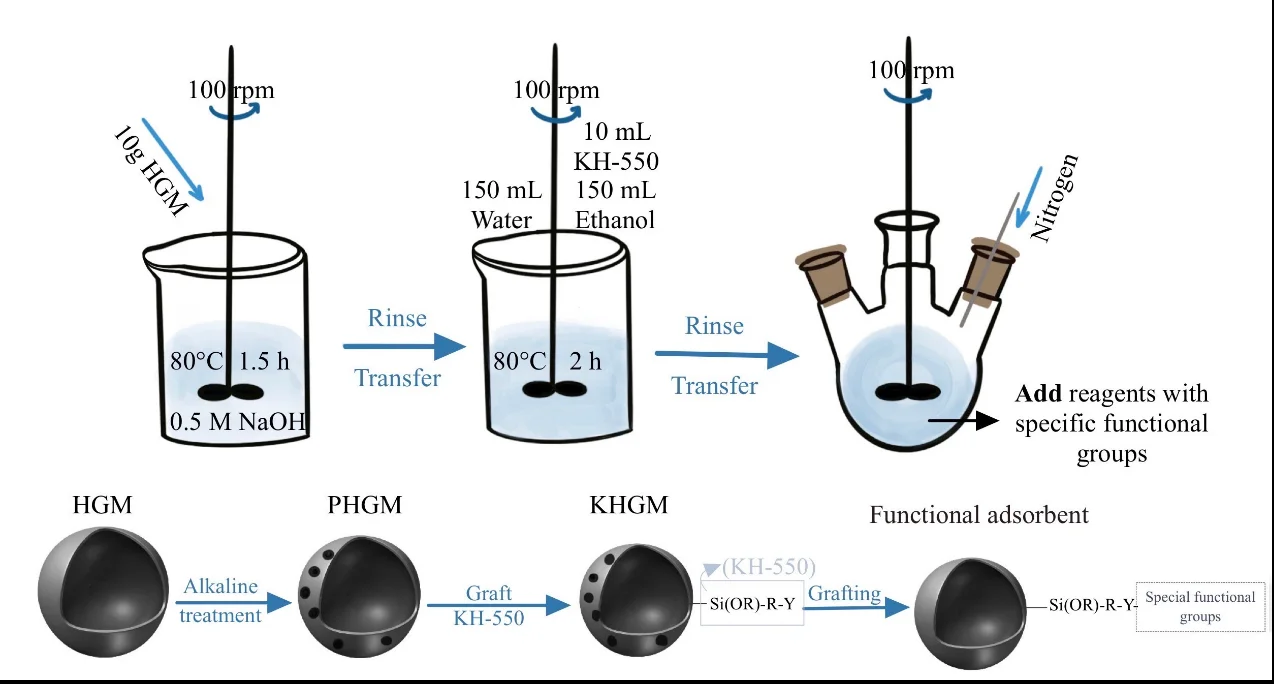 100 rpm
10g HGM
80°C 1.5 h
0.5 M NaOH
Rinse
Transfer
100 rpm
10 mL
KH-550
150 mL
Water
150 mL
Ethanol
80°C 2 h
Rinse
Transfer
100 rpm
Nitrogen
Add reagents with
specific functional
groups
HGM
Alkaline
treatment
PHGM
Graft
KH-550
KHGM
(KH-550)
Si(OR)-R-Y
Grafting
Functional adsorbent
Si(OR)-R-Y-
Special functional
groups